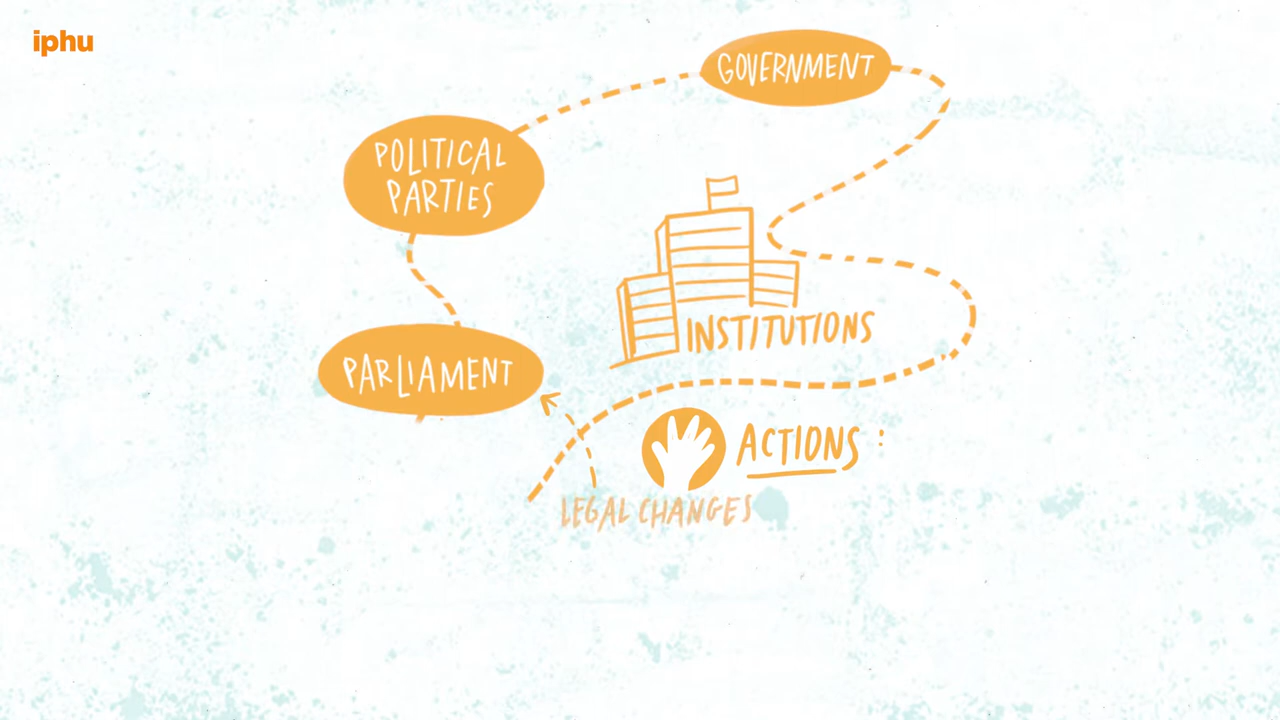 iphu
GOVERNMENT
POLITICAL
PARTIES
INSTITUTIONS
PARLIAMENT
ACTIONS :
LEGAL CHANGES